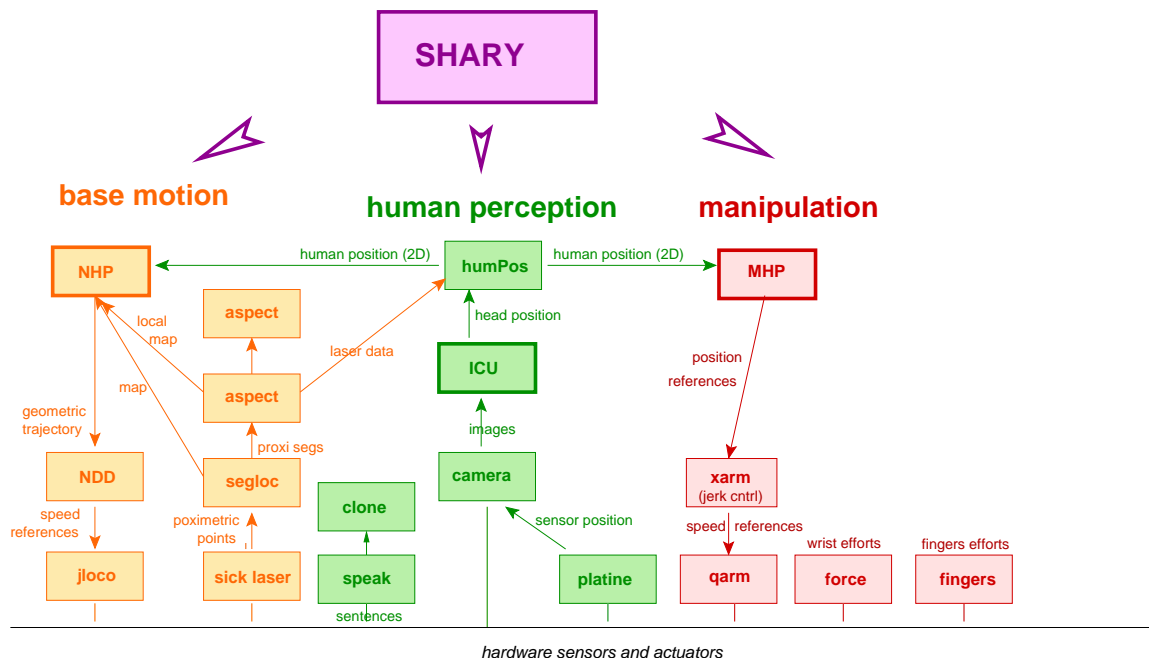 SHARY
base motion
human perception
manipulation
human position (2D)
human position (2D)
NHP
humPos
MHP
aspect
local
map
head position
laser data
ICU
position
references
map
aspect
geometric
trajectory
images
proxi segs
NDD
segloc
camera
xarm
(jerk cntrl)
clone
speed
references
poximetric
points
sensor position
speed references
wrist efforts
fingers efforts
jloco
sick laser
speak
platine
qarm
force
fingers
sentences
hardware sensors and actuators